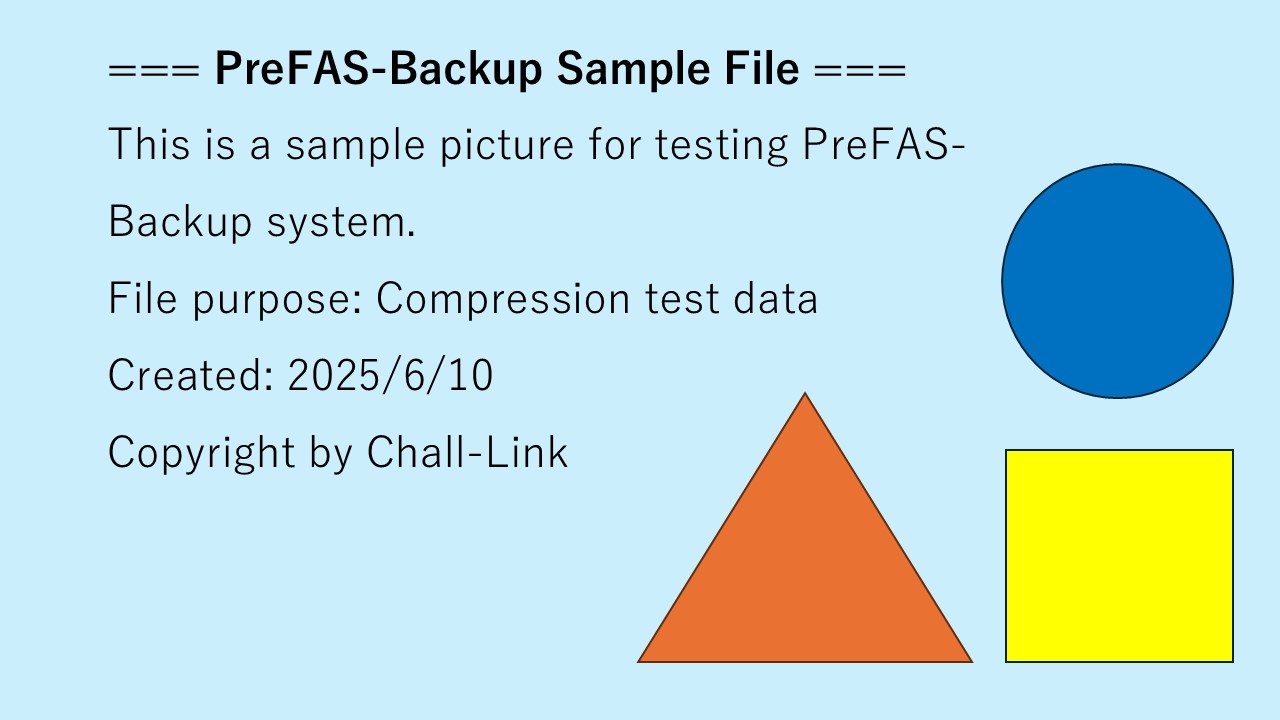 === PreFAS-Backup Sample File ===
This is a sample picture for testing PreFAS-
Backup system.
File purpose: Compression test data
Created: 2025/6/10
Copyright by Chall-Link